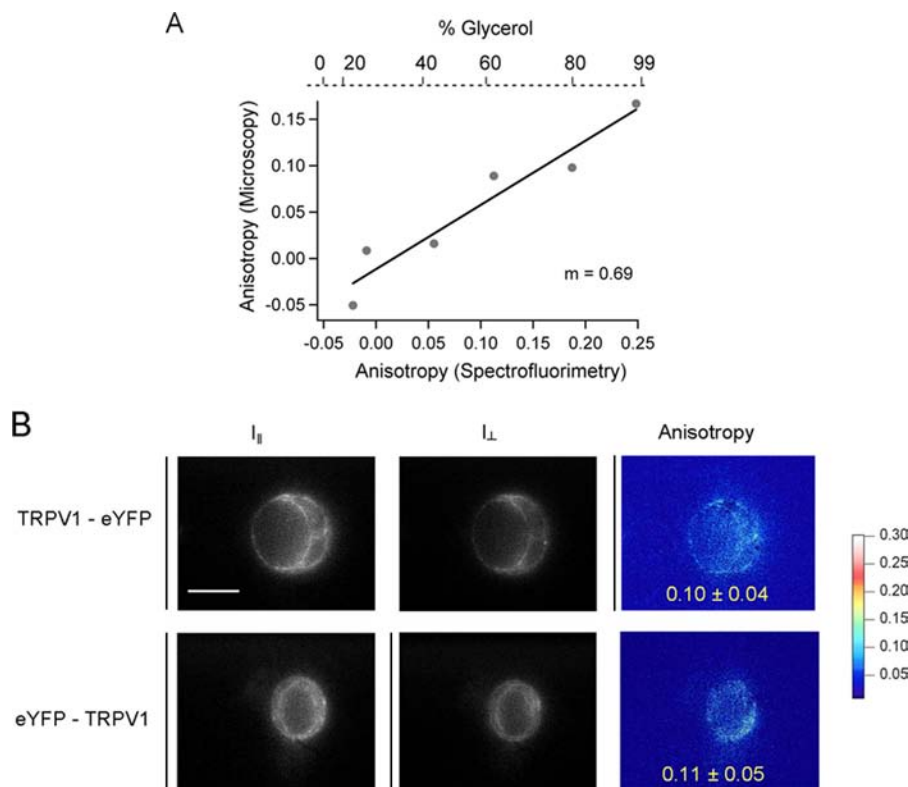 A
% Glycerol
0 20 40 60 80 99
Anisotropy (Microscopy)
0.15
0.10
0.05
0.00
-0.05
m = 0.69
-0.05 0.00 0.05 0.10 0.15 0.20 0.25
Anisotropy (Spectrofluorimetry)
B
I∥ I⊥ Anisotropy
TRPV1 - eYFP
0.10 ± 0.04
0.30
0.25
0.20
0.15
0.10
0.05
eYFP - TRPV1
0.11 ± 0.05